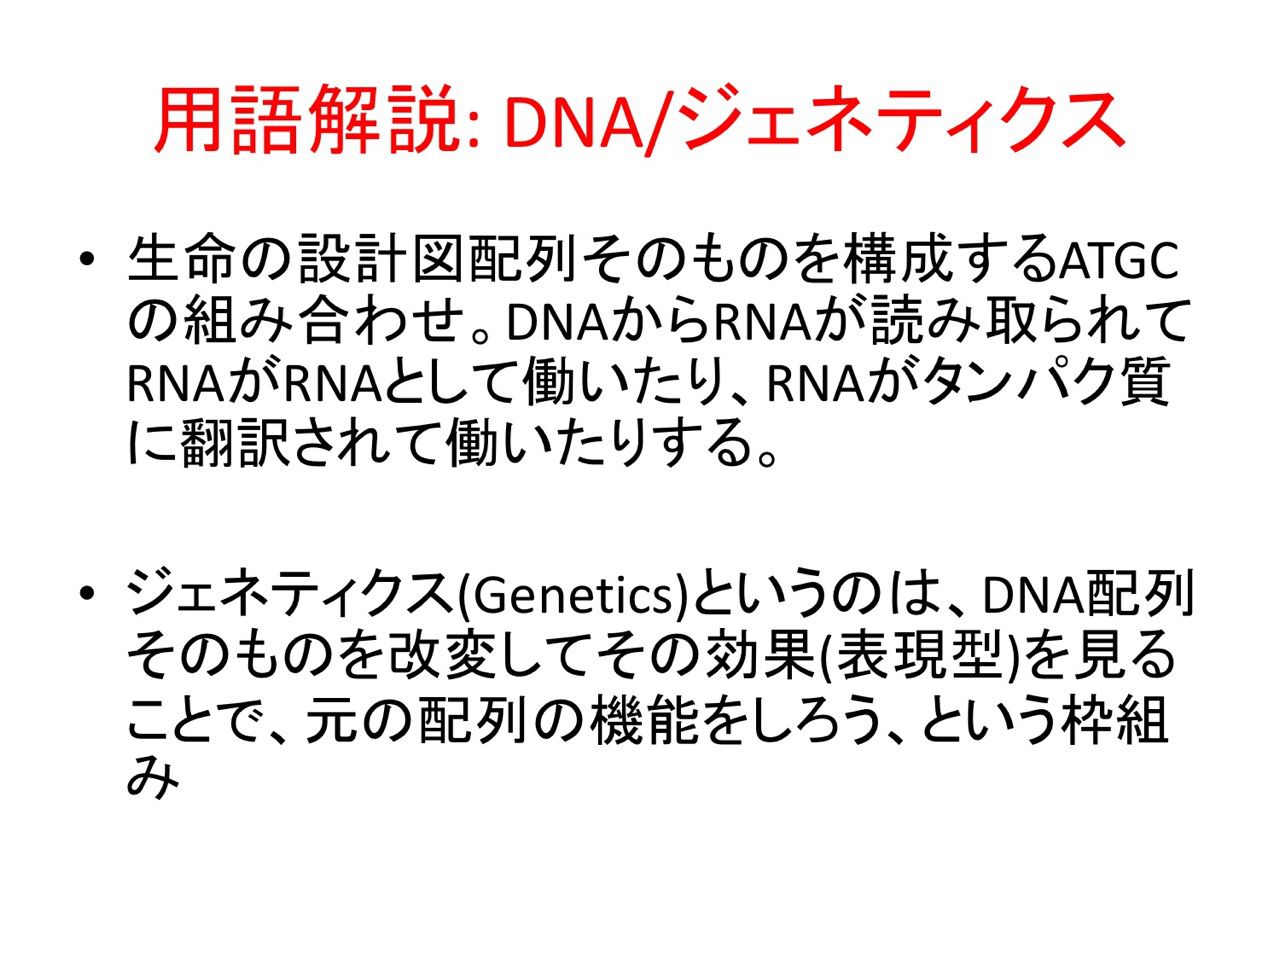 用語解説: DNA/ジェネティクス
• 生命の設計図配列そのものを構成するATGC
の組み合わせ。DNAからRNAが読み取られて
RNAがRNAとして働いたり、RNAがタンパク質
に翻訳されて働いたりする。
• ジェネティクス(Genetics)というのは、DNA配列
そのものを改変してその効果(表現型)を見る
ことで、元の配列の機能をしろう、という枠組
み